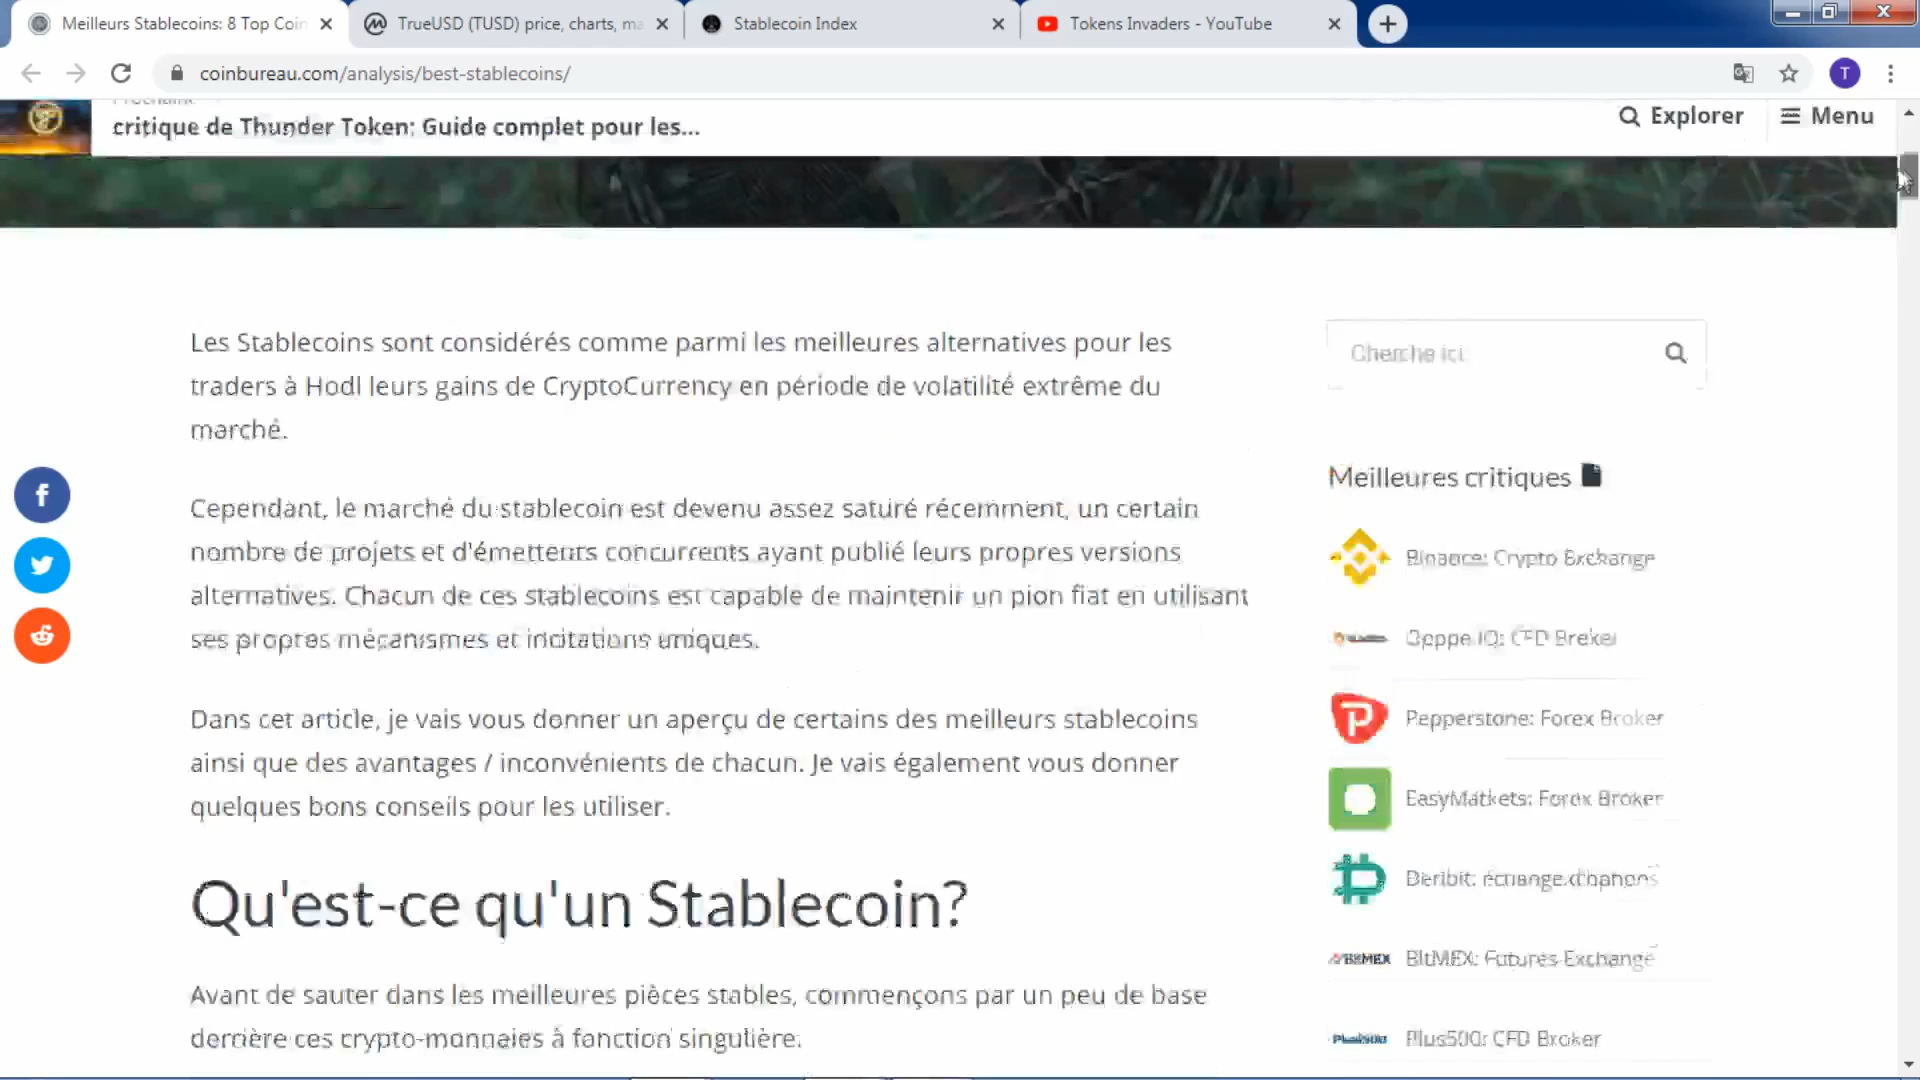 Meilleurs Stablecoins: 8 Top Coin
TrueUSD (TUSD) price, charts, ma
Stablecoin Index
Tokens Invaders - YouTube
coinbureau.com/analysis/best-stablecoins/
T
critique de Thunder Token: Guide complet pour les...
Explorer
Menu
Les Stablecoins sont considérés comme parmi les meilleures alternatives pour les
traders à Hodl leurs gains de CryptoCurrency en période de volatilité extrême du
marché.
Cependant, le marché du stablecoin est devenu assez saturé récemment, un certain
nombre de projets et d'émetteurs concurrents ayant publié leurs propres versions
alternatives. Chacun de ces stablecoins est capable de maintenir un pion fiat en utilisant
ses propres mécanismes et incitations uniques.
Dans cet article, je vais vous donner un aperçu de certains des meilleurs stablecoins
ainsi que des avantages / inconvénients de chacun. Je vais également vous donner
quelques bons conseils pour les utiliser.
Qu'est-ce qu'un Stablecoin?
Avant de sauter dans les meilleures pièces stables, commençons par un peu de base
derrière ces crypto-monnaies à fonction singulière.
Cherche ici
Meilleures critiques
Binance: Crypto Exchange
CFD Broker
Pepperstone: Forex Broker
EasyMarkets: Forex Broker
Deribit:
BitMEX
BitMEX: Futures Exchange
Plus500
Plus500: CFD Broker